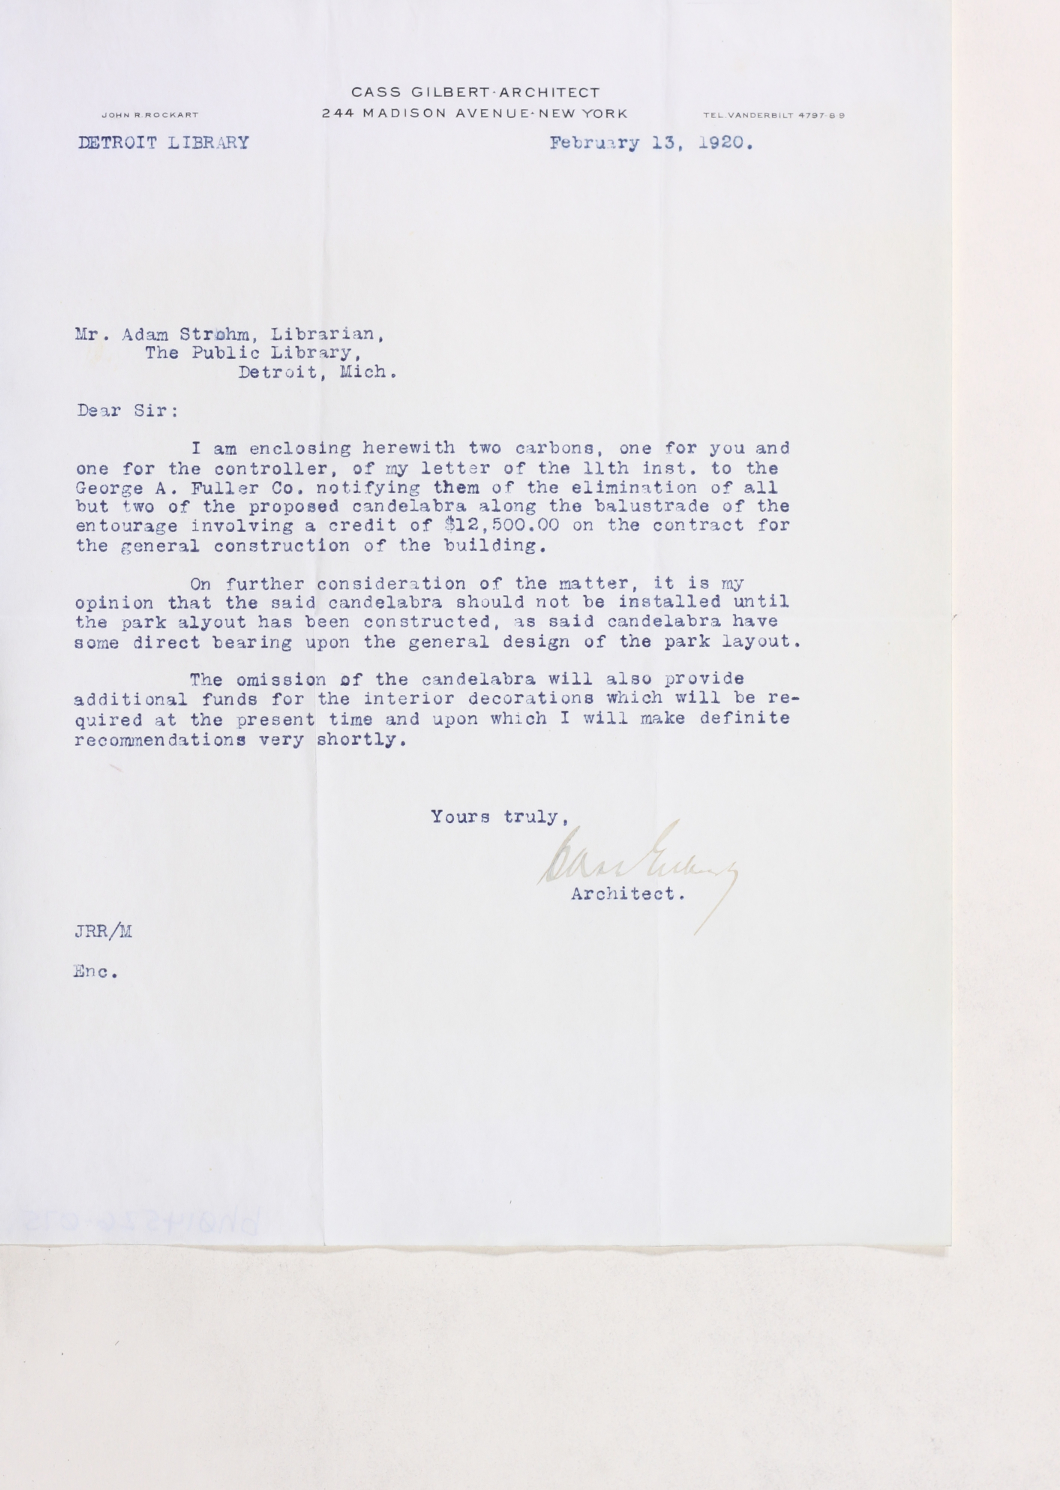 CASS GILBERT·ARCHITECT
JOHN R. ROCKART 244 MADISON AVENUE·NEW YORK TEL. VANDERBILT 4797-8-9
DETROIT LIBRARY February 13, 1920.
Mr. Adam Strohm, Librarian,
The Public Library,
Detroit, Mich.
Dear Sir:
I am enclosing herewith two carbons, one for you and
one for the controller, of my letter of the 11th inst. to the
George A. Fuller Co. notifying them of the elimination of all
but two of the proposed candelabra along the balustrade of the
entourage involving a credit of $12,500.00 on the contract for
the general construction of the building.
On further consideration of the matter, it is my
opinion that the said candelabra should not be installed until
the park alyout has been constructed, as said candelabra have
some direct bearing upon the general design of the park layout.
The omission of the candelabra will also provide
additional funds for the interior decorations which will be re-
quired at the present time and upon which I will make definite
recommendations very shortly.
Yours truly,
Cass Gilbert
Architect.
JRR/M
Enc.